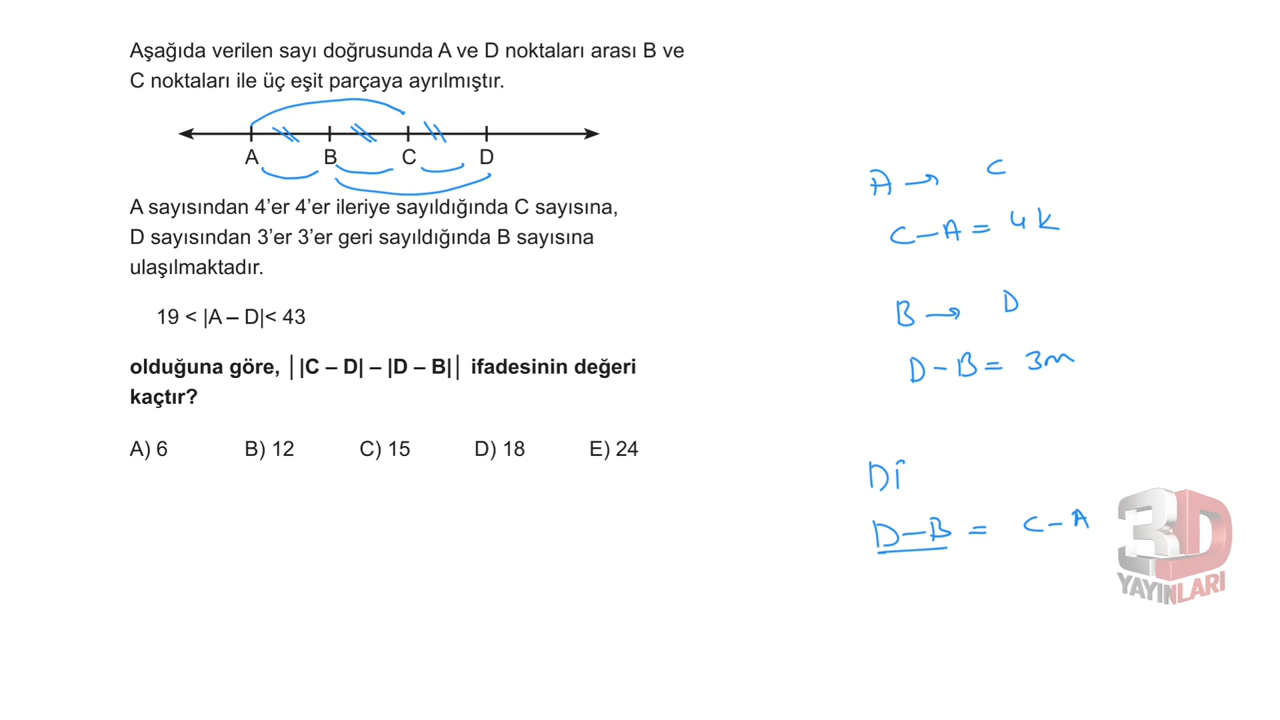 Aşağıda verilen sayı doğrusunda A ve D noktaları arası B ve
C noktaları ile üç eşit parçaya ayrılmıştır.
A B C D
A sayısından 4’er 4’er ileriye sayıldığında C sayısına,
D sayısından 3’er 3’er geri sayıldığında B sayısına
ulaşılmaktadır.
19 < |A – D|< 43
olduğuna göre, ||C – D| – |D – B|| ifadesinin değeri
kaçtır?
A) 6 B) 12 C) 15 D) 18 E) 24
A → C
C – A = 4k
B → D
D – B = 3m
Dİ
D – B = C – A
3D
YAYINLARI